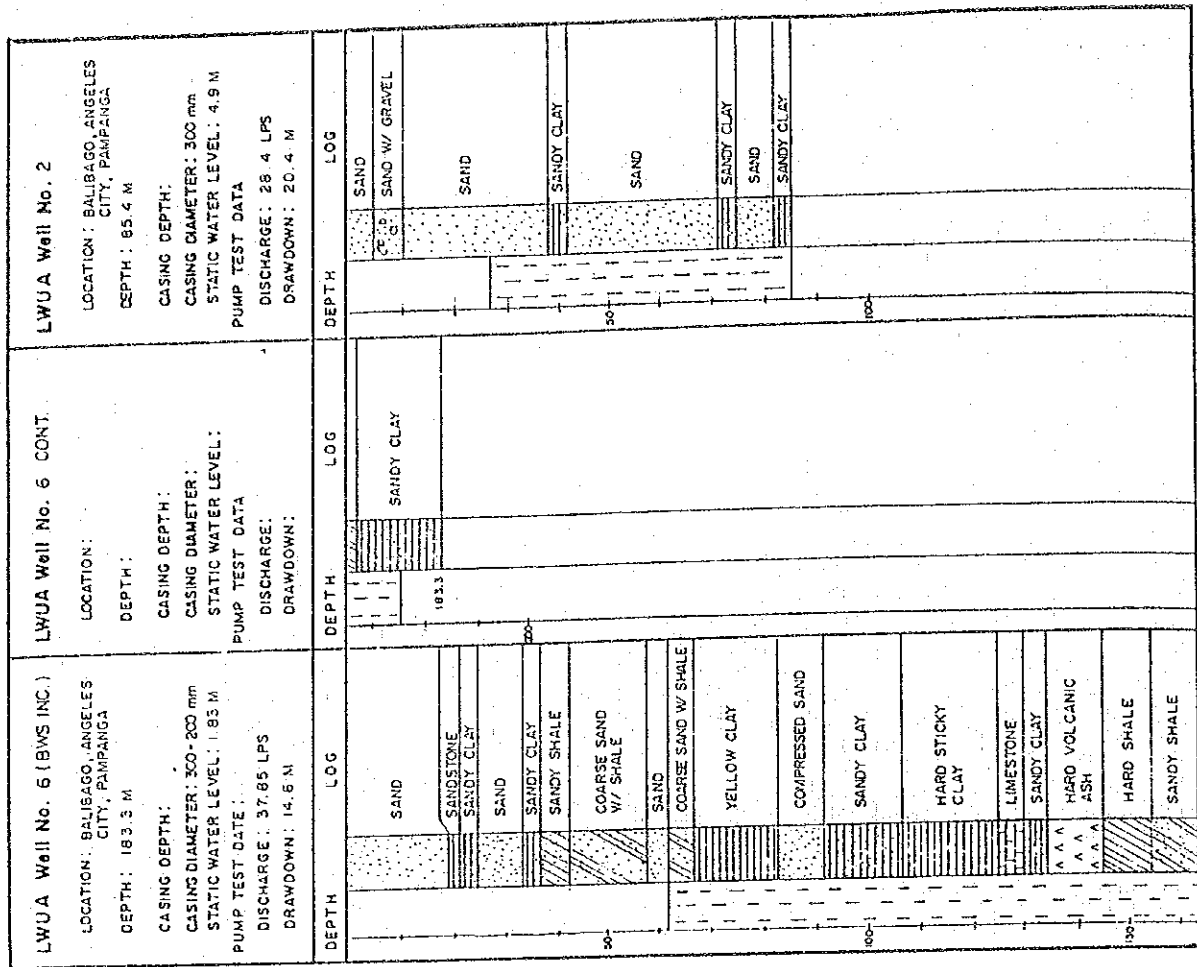 LWUA Well No. 6 (BWS INC.)
LOCATION: BALIBAGO, ANGELES
CITY, PAMPANGA
DEPTH: 183.3 M
CASING DEPTH:
CASING DIAMETER: 300-200 mm
STATIC WATER LEVEL: 1.83 M
PUMP TEST DATE:
DISCHARGE: 37.85 LPS
DRAWDOWN: 14.6 M
DEPTH
LOG
SAND
SANDSTONE
SANDY CLAY
SAND
SANDY CLAY
SANDY SHALE
COARSE SAND
W/ SHALE
SAND
COARSE SAND W/ SHALE
YELLOW CLAY
COMPRESSED SAND
SANDY CLAY
HARD STICKY
CLAY
LIMESTONE
SANDY CLAY
HARD VOLCANIC
ASH
HARD SHALE
SANDY SHALE
50
100
150
LWUA Well No. 6 CONT.
LOCATION:
DEPTH:
CASING DEPTH:
CASING DIAMETER:
STATIC WATER LEVEL:
PUMP TEST DATA
DISCHARGE:
DRAWDOWN:
DEPTH
LOG
SANDY CLAY
183.3
200
LWUA Well No. 2
LOCATION: BALIBAGO, ANGELES
CITY, PAMPANGA
DEPTH: 85.4 M
CASING DEPTH:
CASING DIAMETER: 300 mm
STATIC WATER LEVEL: 4.9 M
PUMP TEST DATA
DISCHARGE: 28.4 LPS
DRAWDOWN: 20.4 M
DEPTH
LOG
SAND
SAND W/ GRAVEL
SAND
SANDY CLAY
SAND
SANDY CLAY
SAND
SANDY CLAY
50
100